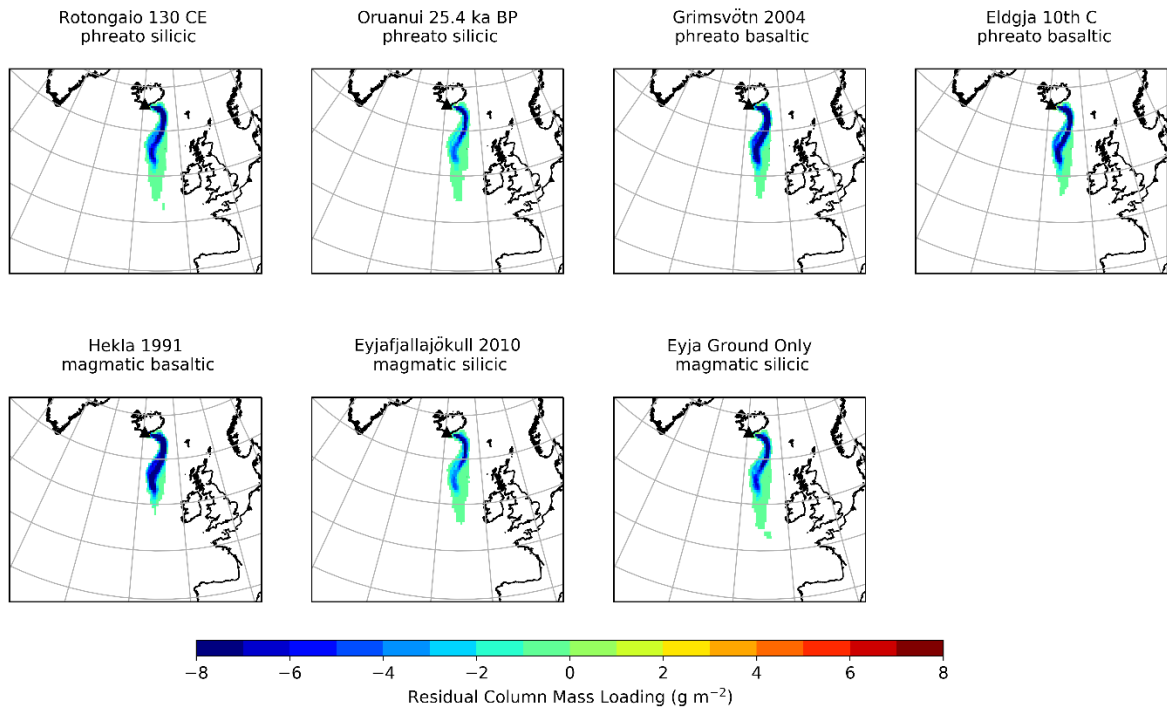 Rotongaio 130 CE
phreato silicic
Oruanui 25.4 ka BP
phreato silicic
Grimsvötn 2004
phreato basaltic
Eldgja 10th C
phreato basaltic
Hekla 1991
magmatic basaltic
Eyjafjallajökull 2010
magmatic silicic
Eyja Ground Only
magmatic silicic
−8 −6 −4 −2 0 2 4 6 8
Residual Column Mass Loading (g m⁻²)